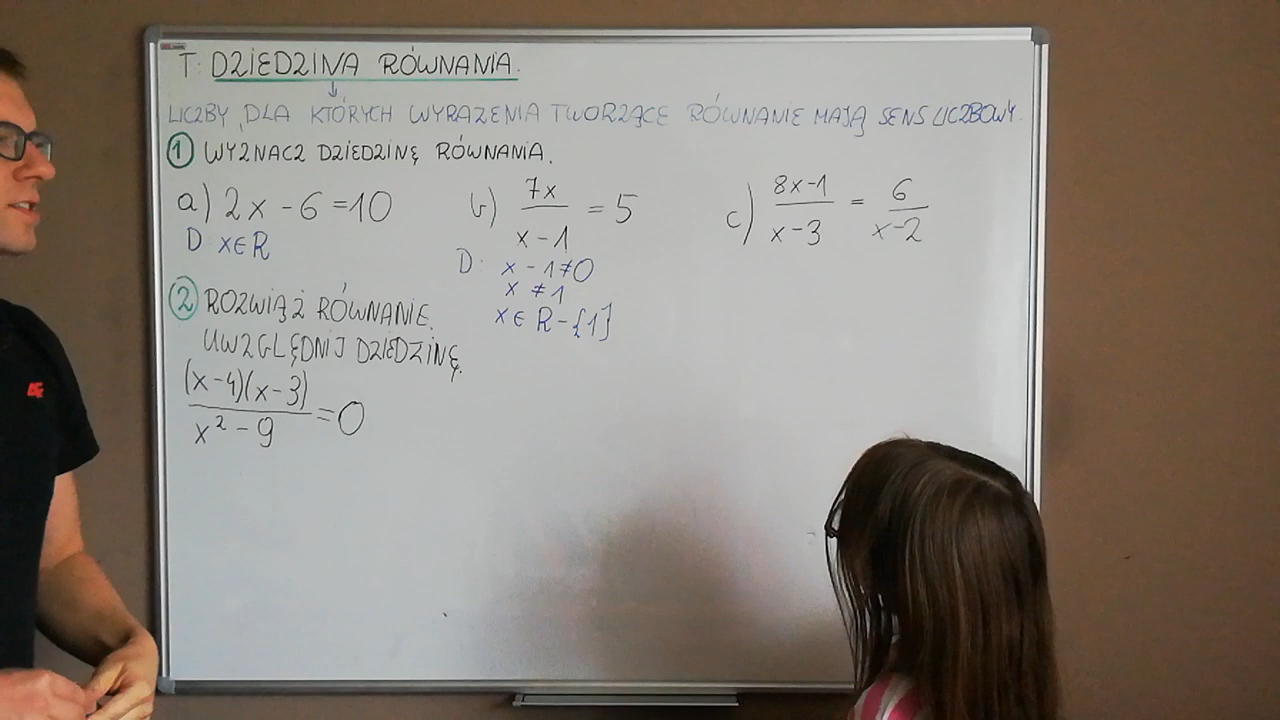 T: DZIEDZINA RÓWNANIA.
↓
LICZBY DLA KTÓRYCH WYRAŻENIA TWORZĄCE RÓWNANIE MAJĄ SENS LICZBOWY.
① WYZNACZ DZIEDZINĘ RÓWNANIA.
a) 2x - 6 = 10
D: x ∈ R
b) 7x / x - 1 = 5
D: x - 1 ≠ 0
x ≠ 1
x ∈ R - {1}
c) 8x-1 / x-3 = 6 / x-2
② ROZWIĄŻ RÓWNANIE.
UWZGLĘDNIJ DZIEDZINĘ.
(x-4)(x-3) / x² - 9 = 0